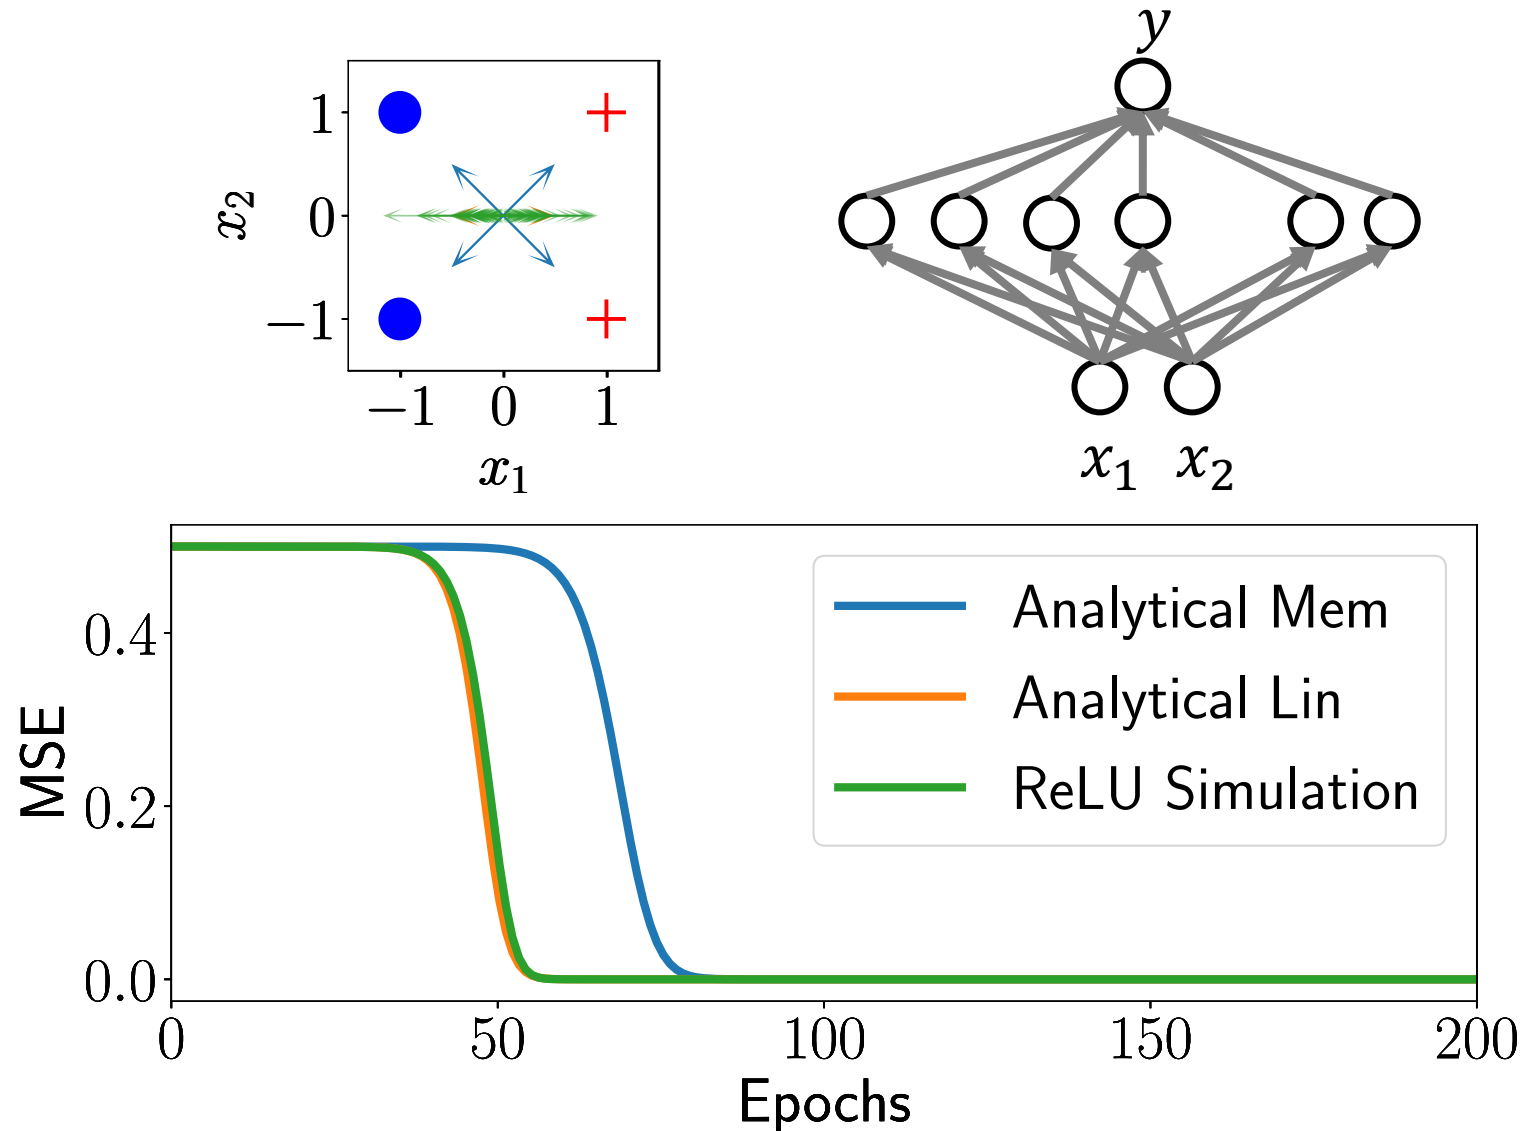 y
1
0
−1
x₂
−1 0 1
x₁
x₁ x₂
0.4
0.2
0.0
MSE
Analytical Mem
Analytical Lin
ReLU Simulation
0 50 100 150 200
Epochs